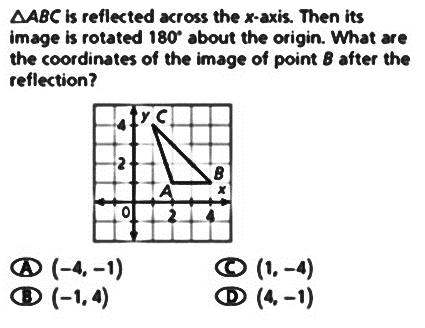 △ABC is reflected across the x-axis. Then its
image is rotated 180° about the origin. What are
the coordinates of the image of point B after the
reflection?
y C
4
2
B
A
x
0 2 4
Ⓐ (−4, −1)
Ⓒ (1, −4)
Ⓑ (−1, 4)
Ⓓ (4, −1)